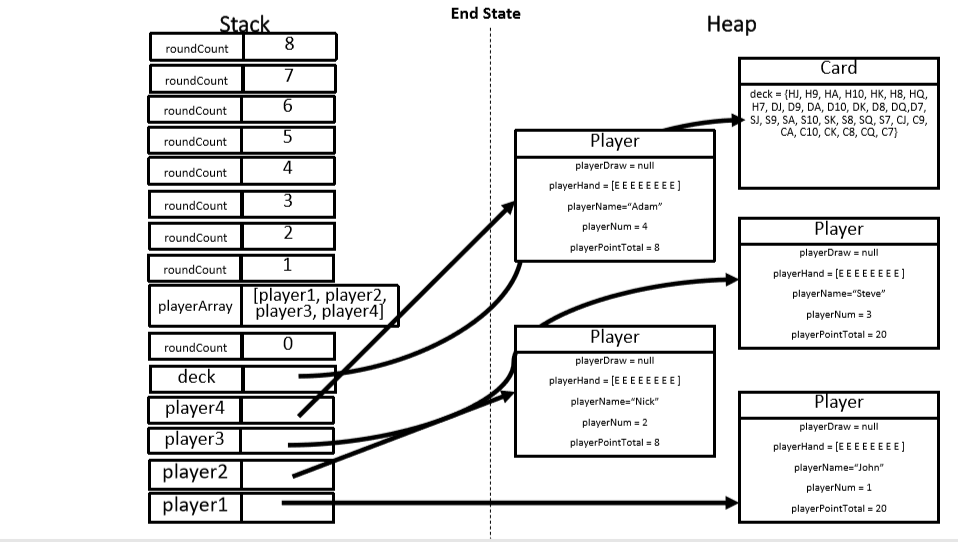 End State
Stack
Heap
roundCount 8
roundCount 7
roundCount 6
roundCount 5
roundCount 4
roundCount 3
roundCount 2
roundCount 1
playerArray [player1, player2,
player3, player4]
roundCount 0
deck
player4
player3
player2
player1
Player
playerDraw = null
playerHand = [E E E E E E E E ]
playerName="Adam"
playerNum = 4
playerPointTotal = 8
Player
playerDraw = null
playerHand = [E E E E E E E E ]
playerName="Nick"
playerNum = 2
playerPointTotal = 8
Card
deck = {HJ, H9, HA, H10, HK, H8, HQ,
H7, DJ, D9, DA, D10, DK, D8, DQ,D7,
SJ, S9, SA, S10, SK, S8, SQ, S7, CJ, C9,
CA, C10, CK, C8, CQ, C7}
Player
playerDraw = null
playerHand = [E E E E E E E E ]
playerName="Steve"
playerNum = 3
playerPointTotal = 20
Player
playerDraw = null
playerHand = [E E E E E E E E ]
playerName="John"
playerNum = 1
playerPointTotal = 20